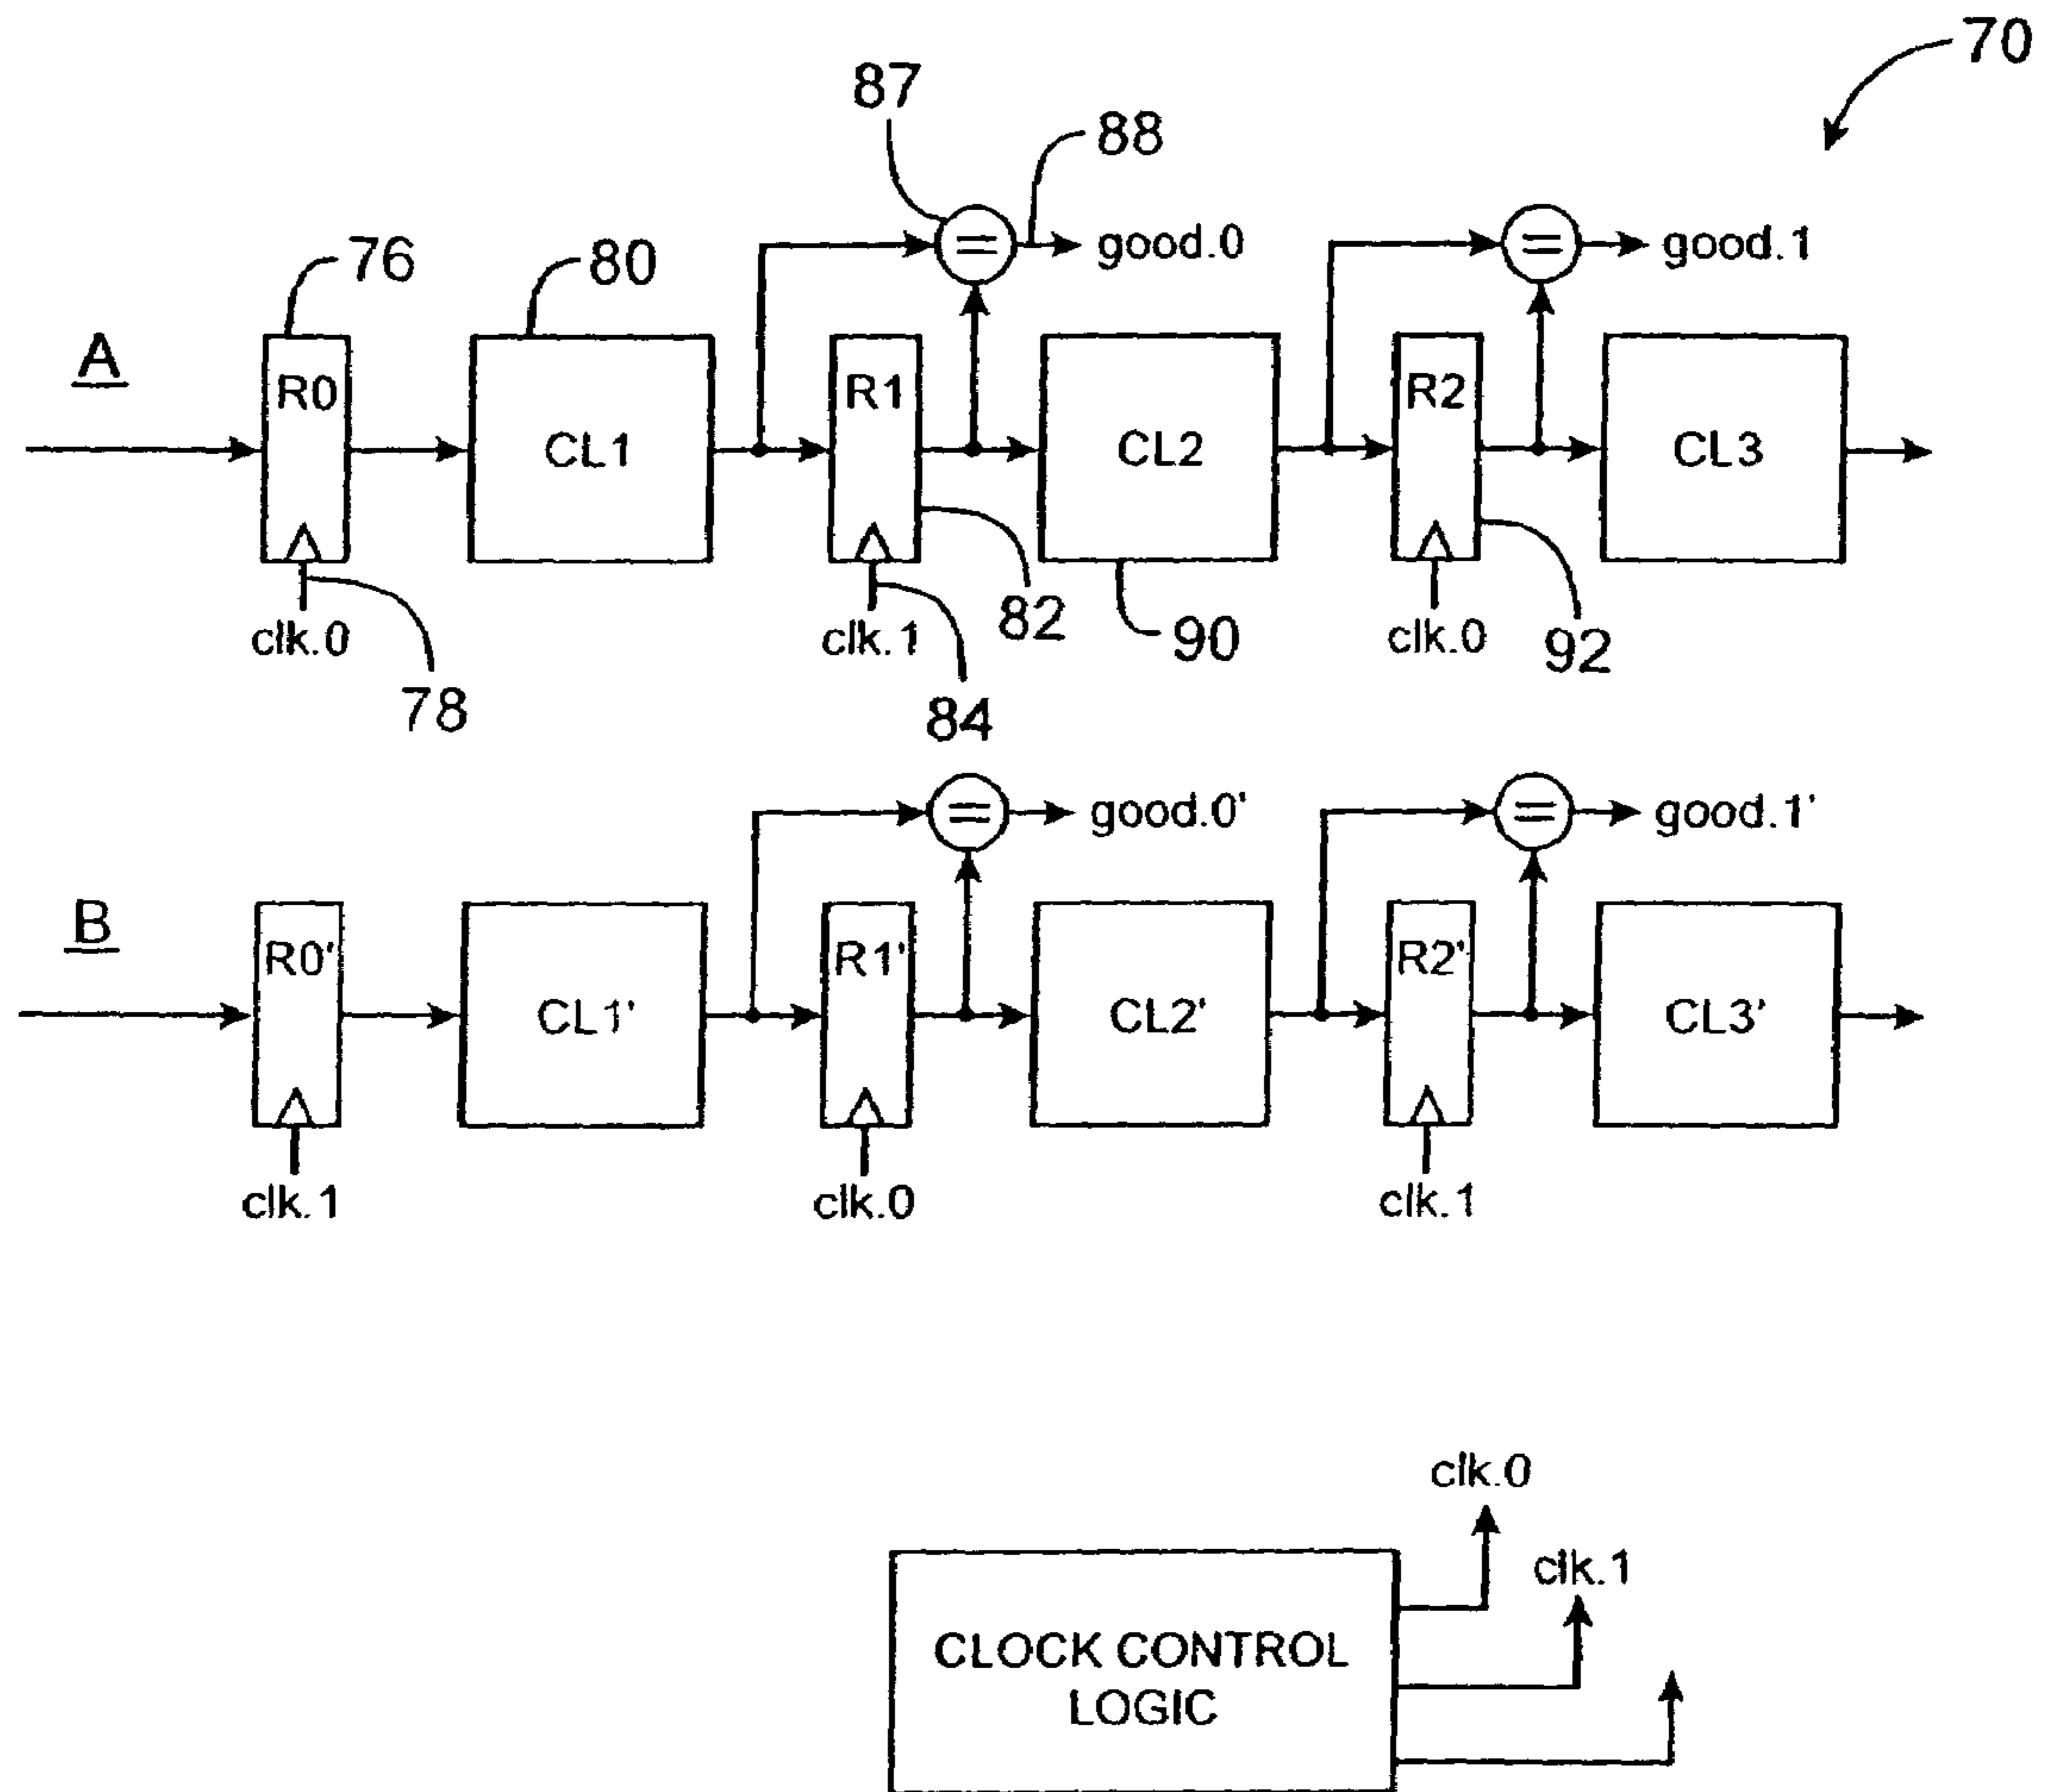 70
87
88
good.0
good.1
76
80
A
R0
CL1
R1
CL2
R2
CL3
clk.0
78
clk.1
84
82
90
clk.0
92
good.0'
good.1'
B
R0'
CL1'
R1'
CL2'
R2'
CL3'
clk.1
clk.0
clk.1
clk.0
clk.1
CLOCK CONTROL
LOGIC